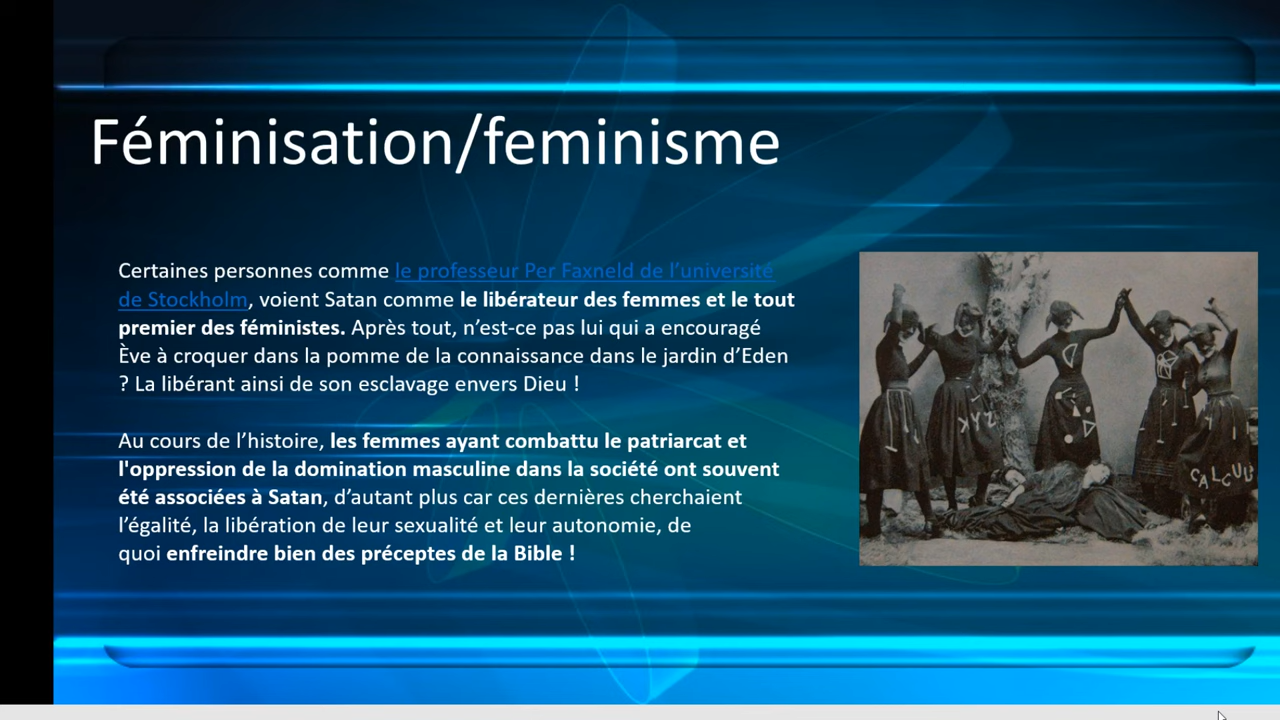 Féminisation/feminisme
Certaines personnes comme le professeur Per Faxneld de l’université
de Stockholm, voient Satan comme le libérateur des femmes et le tout
premier des féministes. Après tout, n’est-ce pas lui qui a encouragé
Ève à croquer dans la pomme de la connaissance dans le jardin d’Eden
? La libérant ainsi de son esclavage envers Dieu !
Au cours de l’histoire, les femmes ayant combattu le patriarcat et
l'oppression de la domination masculine dans la société ont souvent
été associées à Satan, d’autant plus car ces dernières cherchaient
l’égalité, la libération de leur sexualité et leur autonomie, de
quoi enfreindre bien des préceptes de la Bible !
XYZ